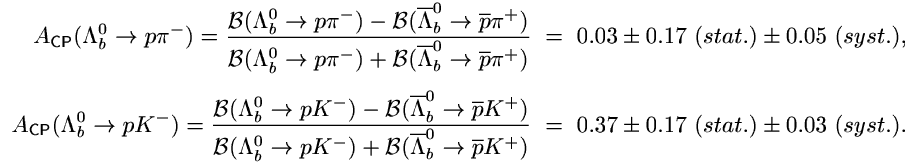 A_CP(Λ_b^0 → pπ^−) = \frac{ℬ(Λ_b^0 → pπ^−) − ℬ(\overline{Λ}_b^0 → \overline{p}π^+)}{ℬ(Λ_b^0 → pπ^−) + ℬ(\overline{Λ}_b^0 → \overline{p}π^+)} = 0.03 ± 0.17 (stat.) ± 0.05 (syst.),
A_CP(Λ_b^0 → pK^−) = \frac{ℬ(Λ_b^0 → pK^−) − ℬ(\overline{Λ}_b^0 → \overline{p}K^+)}{ℬ(Λ_b^0 → pK^−) + ℬ(\overline{Λ}_b^0 → \overline{p}K^+)} = 0.37 ± 0.17 (stat.) ± 0.03 (syst.).